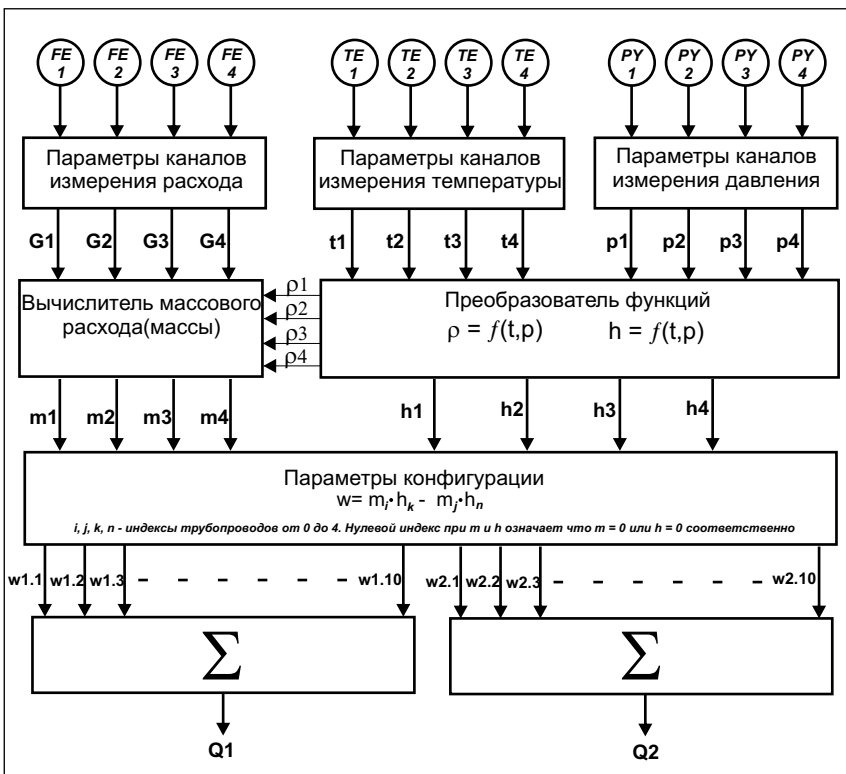 FE 1 FE 2 FE 3 FE 4 TE 1 TE 2 TE 3 TE 4 PY 1 PY 2 PY 3 PY 4
Параметры каналов
измерения расхода
Параметры каналов
измерения температуры
Параметры каналов
измерения давления
G1 G2 G3 G4 t1 t2 t3 t4 p1 p2 p3 p4
Вычислитель массового
расхода(массы)
ρ1
ρ2
ρ3
ρ4
Преобразователь функций
ρ = f(t,p) h = f(t,p)
m1 m2 m3 m4 h1 h2 h3 h4
Параметры конфигурации
w= mi·hk - mj·hn
i, j, k, n - индексы трубопроводов от 0 до 4. Нулевой индекс при m и h означает что m = 0 или h = 0 соответственно
w1.1 w1.2 w1.3 - - - - - - - w1.10 w2.1 w2.2 w2.3 - - - - - - - w2.10
Σ Σ
Q1 Q2